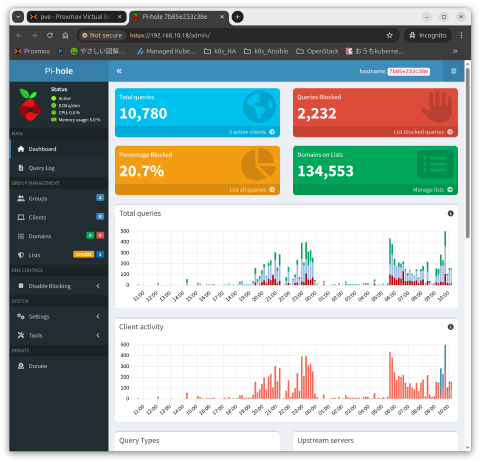 pve - Proxmox Virtual En
Pi-hole 7b85e233c38e
Not secure
https://192.168.10.18/admin/
Incognito
Proxmox
やさしい図解...
Managed Kube...
k8s_HA
k8s_Ansible
OpenStack
おうちkuberne...
Pi-hole
hostname: 7b85e233c38e
Status
Active
0.00 q/min
CPU: 0.0 %
Memory usage: 5.0 %
MAIN
Dashboard
Query Log
GROUP MANAGEMENT
Groups
Clients
Domains
0 0
Lists
DNS CONTROL
Disable Blocking
SYSTEM
Settings
Tools
DONATE
Donate
Total queries
10,780
3 active clients
Queries Blocked
2,232
List blocked queries
Percentage Blocked
20.7%
List all queries
Domains on Lists
134,553
Manage lists
Total queries
500
400
300
200
100
0
11:00 12:00 13:00 14:00 15:00 16:00 17:00 18:00 19:00 20:00 21:00 22:00 23:00 00:00 01:00 02:00 03:00 04:00 05:00 06:00 07:00 08:00 09:00 10:00
Client activity
500
400
300
200
100
0
11:00 12:00 13:00 14:00 15:00 16:00 17:00 18:00 19:00 20:00 21:00 22:00 23:00 00:00 01:00 02:00 03:00 04:00 05:00 06:00 07:00 08:00 09:00 10:00
Query Types
Upstream servers